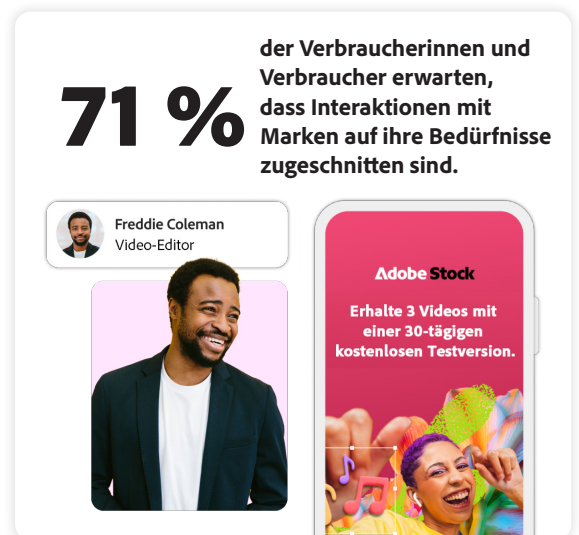 71 %
der Verbraucherinnen und
Verbraucher erwarten,
dass Interaktionen mit
Marken auf ihre Bedürfnisse
zugeschnitten sind.
Freddie Coleman
Video-Editor
Adobe Stock
Erhalte 3 Videos mit
einer 30-tägigen
kostenlosen Testversion.